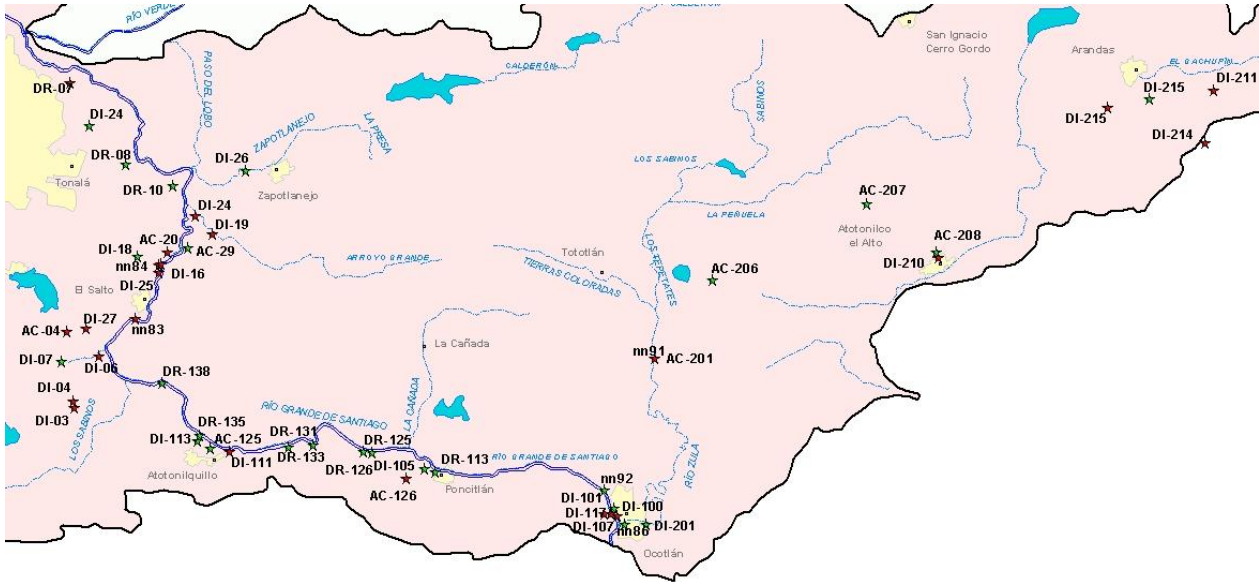 RÍO VERDE
CALDERÓN
San Ignacio
Cerro Gordo
Arandas
EL GACHUPÍN
DI-211
DI-215
DI-215
DI-214
DR-07
PASO DEL LOBO
CALDERÓN
DI-24
ZAPOTLANEJO
LA PRESA
SABINOS
DR-08
DI-26
LOS SABINOS
Tonalá
DR-10
Zapotlanejo
AC-207
LA PEÑUELA
DI-24
DI-19
Atotonilco
el Alto
AC-208
DI-210
AC-20
AC-29
DI-18
nn84
DI-16
ARROYO GRANDE
Tototlán
TIERRAS COLORADAS
LOS TEPETATES
AC-206
DI-25
El Salto
nn83
DI-27
AC-04
DI-07
DI-06
La Cañada
nn91
AC-201
DR-138
DI-04
DI-03
LOS SABINOS
LA CAÑADA
RÍO GRANDE DE SANTIAGO
DR-135
AC-125
DI-113
DI-111
DR-131
DR-133
DR-125
DR-126
DI-105
DR-113
RÍO GRANDE DE SANTIAGO
RÍO ZULA
Atotonilquillo
AC-126
Poncitlán
nn92
DI-101
DI-100
DI-117
DI-107
nn86
DI-201
Ocotlán